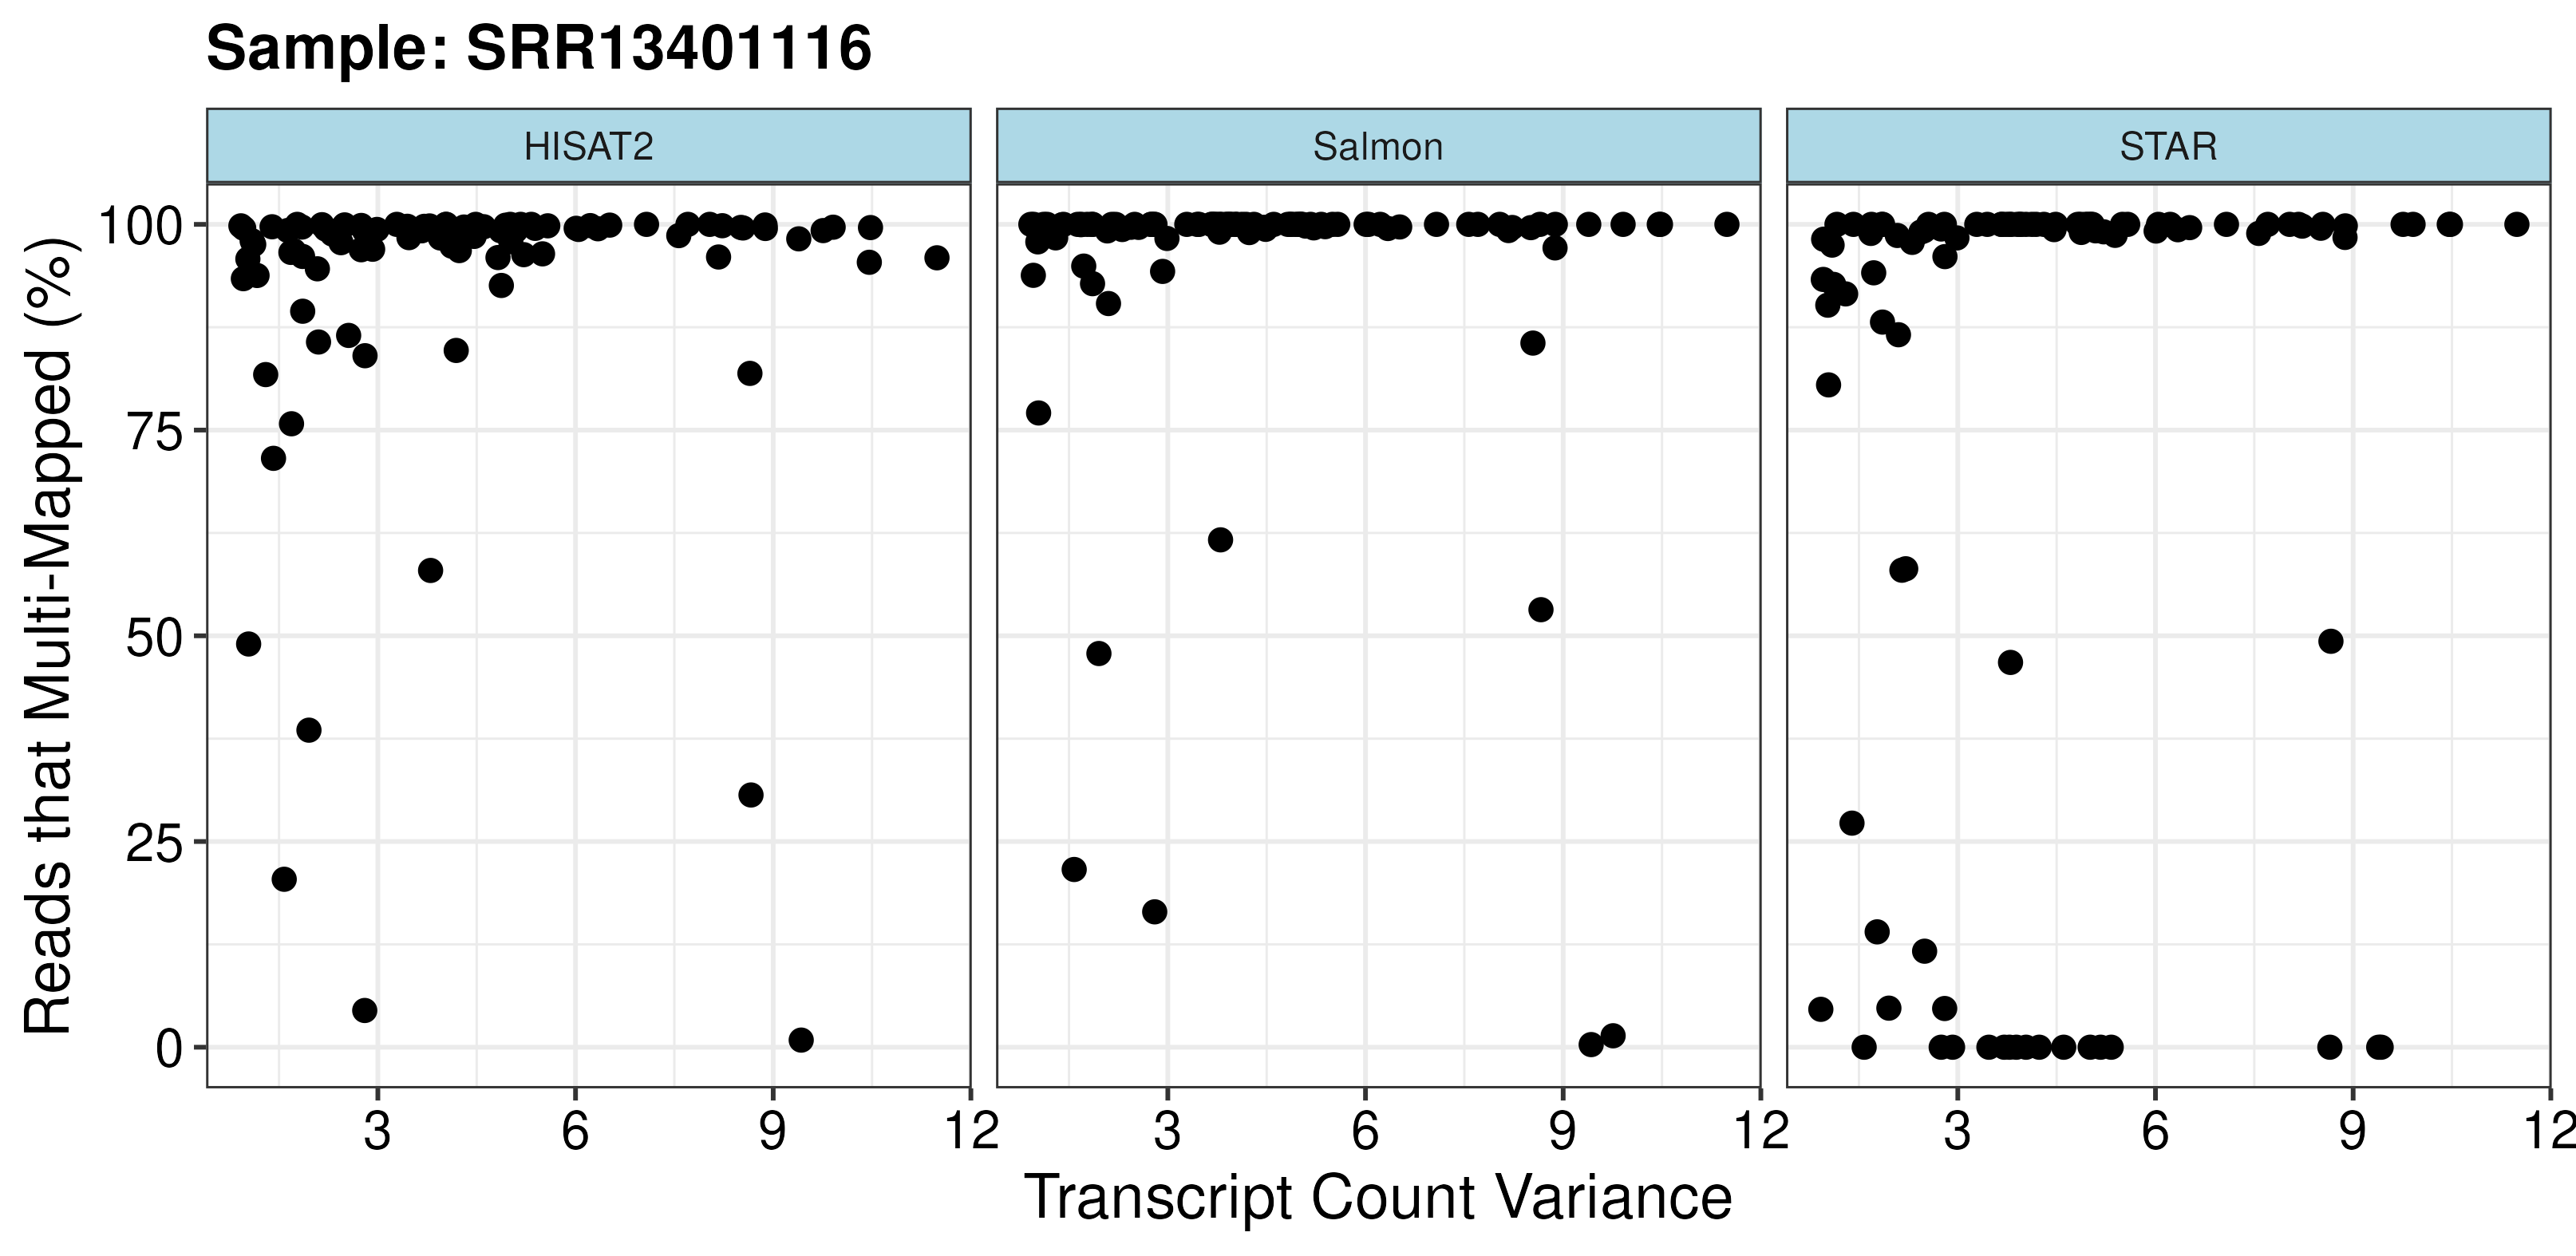 Sample: SRR13401116
HISAT2 Salmon STAR
Reads that Multi-Mapped (%)
100
75
50
25
0
3 6 9 12 3 6 9 12 3 6 9 12
Transcript Count Variance